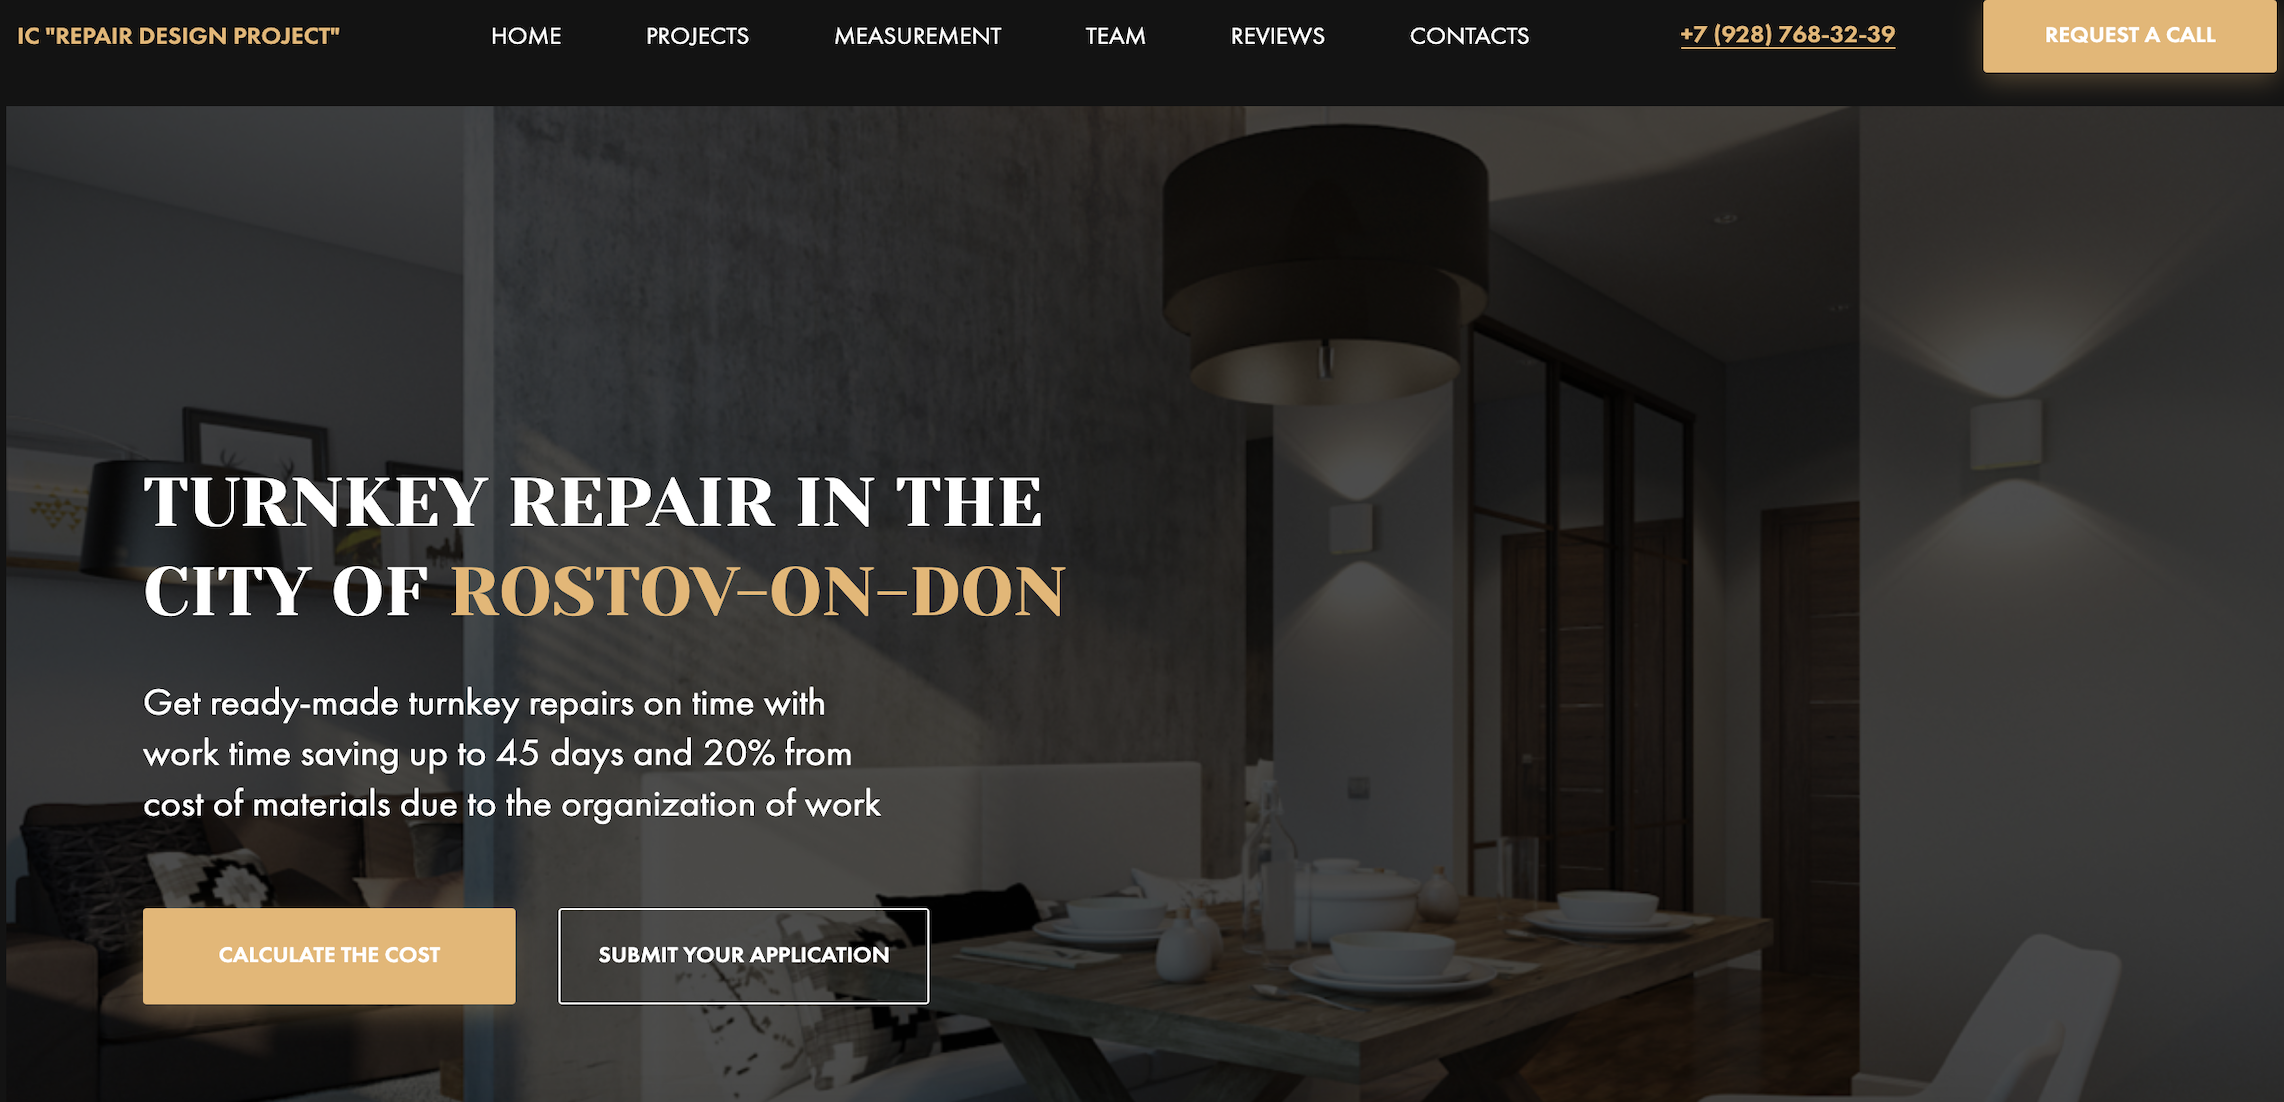 IC "REPAIR DESIGN PROJECT"
HOME
PROJECTS
MEASUREMENT
TEAM
REVIEWS
CONTACTS
+7 (928) 768-32-39
REQUEST A CALL
TURNKEY REPAIR IN THE
CITY OF ROSTOV-ON-DON
Get ready-made turnkey repairs on time with
work time saving up to 45 days and 20% from
cost of materials due to the organization of work
CALCULATE THE COST
SUBMIT YOUR APPLICATION